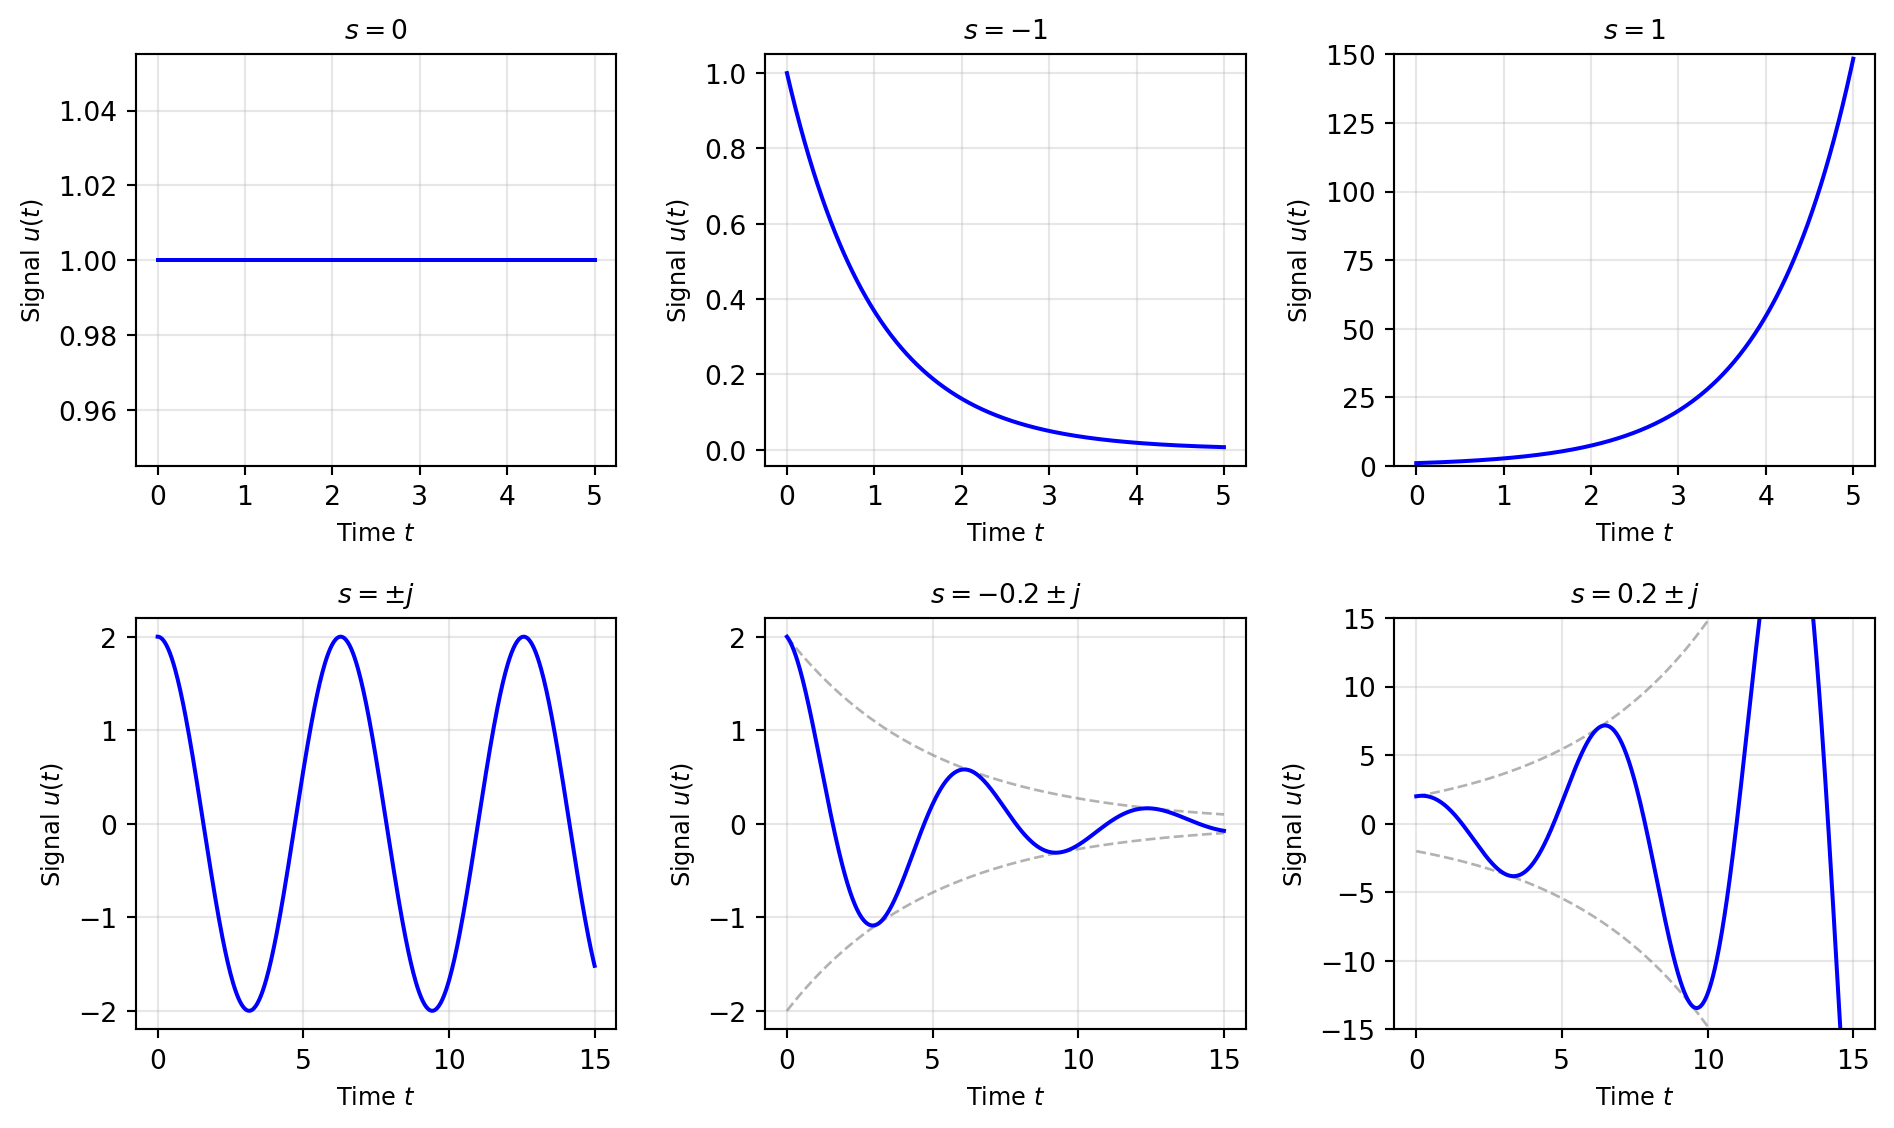 s = 0
1.04
1.02
1.00
0.98
0.96
Signal u(t)
0 1 2 3 4 5
Time t
s = −1
1.0
0.8
0.6
0.4
0.2
0.0
Signal u(t)
0 1 2 3 4 5
Time t
s = 1
150
125
100
75
50
25
0
Signal u(t)
0 1 2 3 4 5
Time t
s = ±j
2
1
0
−1
−2
Signal u(t)
0 5 10 15
Time t
s = −0.2 ± j
2
1
0
−1
−2
Signal u(t)
0 5 10 15
Time t
s = 0.2 ± j
15
10
5
0
−5
−10
−15
Signal u(t)
0 5 10 15
Time t